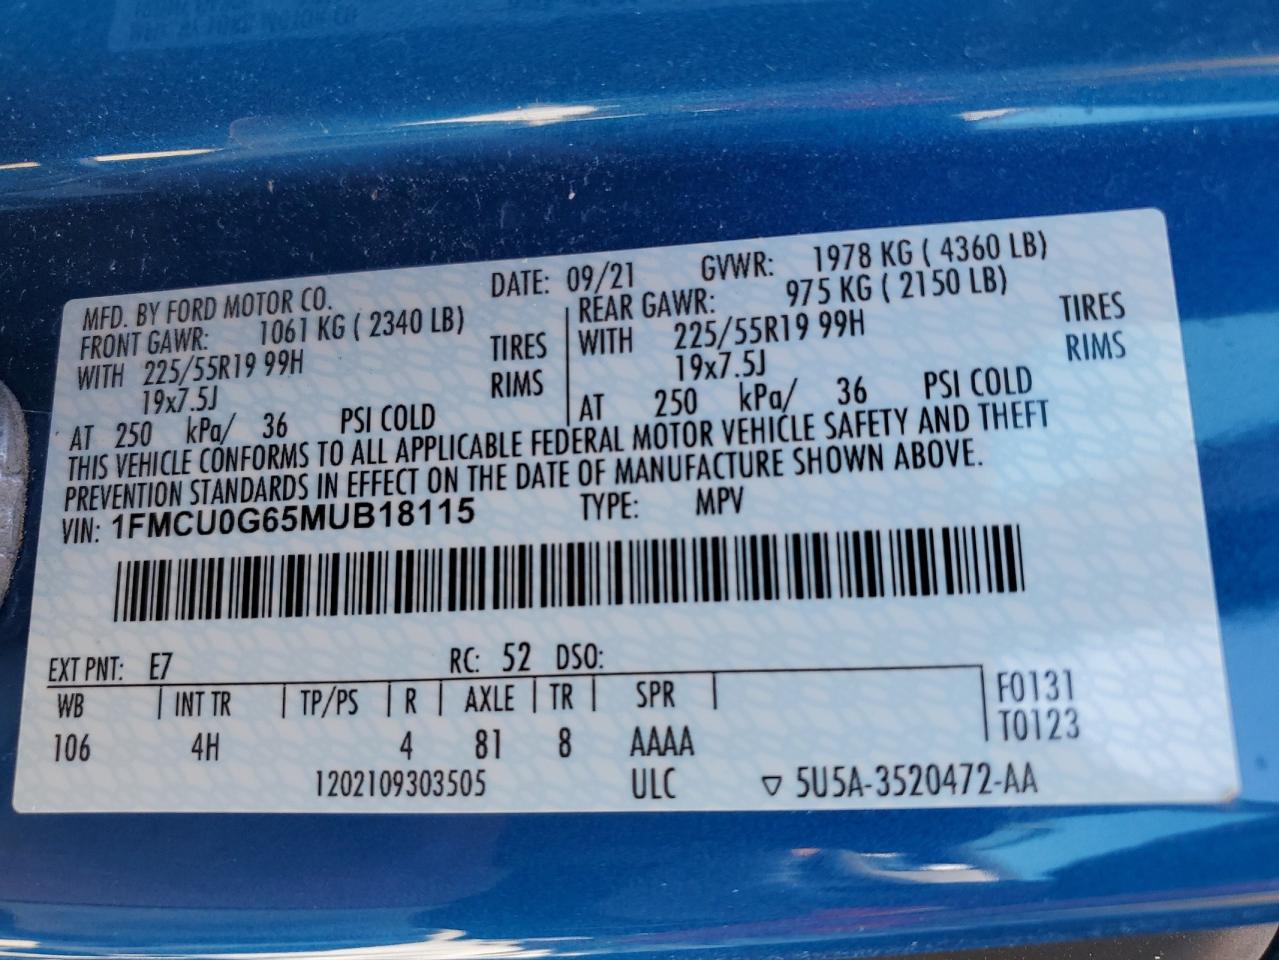 MFD. BY FORD MOTOR CO. DATE: 09/21 GVWR: 1978 KG ( 4360 LB)
FRONT GAWR: 1061 KG ( 2340 LB) REAR GAWR: 975 KG ( 2150 LB)
WITH 225/55R19 99H TIRES WITH 225/55R19 99H TIRES
19x7.5J RIMS 19x7.5J RIMS
AT 250 kPa/ 36 PSI COLD AT 250 kPa/ 36 PSI COLD
THIS VEHICLE CONFORMS TO ALL APPLICABLE FEDERAL MOTOR VEHICLE SAFETY AND THEFT
PREVENTION STANDARDS IN EFFECT ON THE DATE OF MANUFACTURE SHOWN ABOVE.
VIN: 1FMCU0G65MUB18115 TYPE: MPV
EXT PNT: E7 RC: 52 DSO:
WB | INT TR | TP/PS | R | AXLE | TR | SPR | F0131
106 4H 4 81 8 AAAA T0123
1202109303505 ULC ▽ 5U5A-3520472-AA